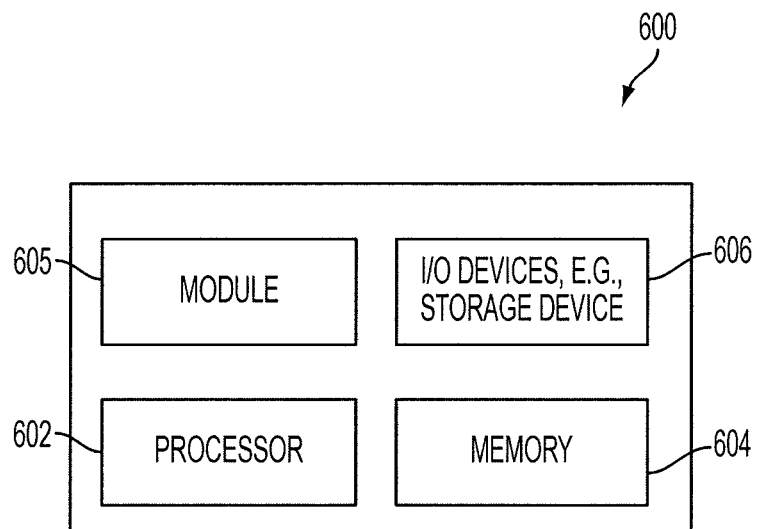 600
605
MODULE
I/O DEVICES, E.G.,
STORAGE DEVICE
606
602
PROCESSOR
MEMORY
604